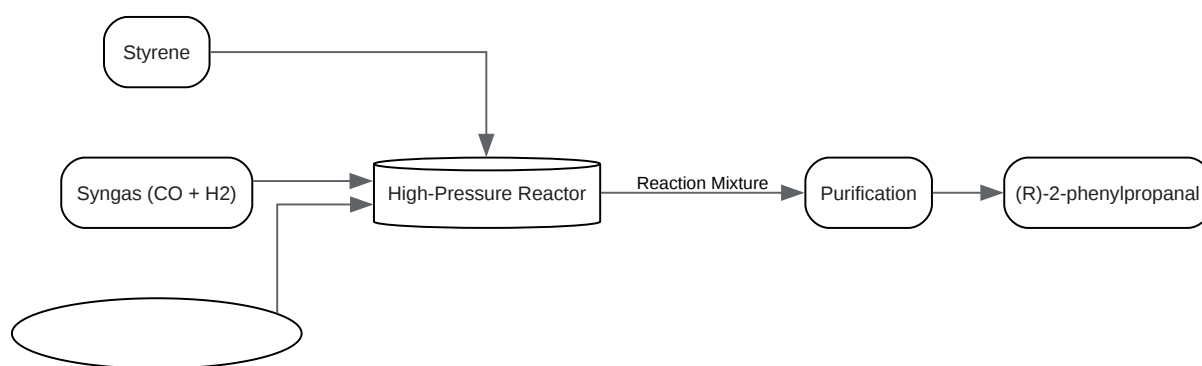 Styrene
Syngas (CO + H2)
High-Pressure Reactor
Reaction Mixture
Purification
(R)-2-phenylpropanal